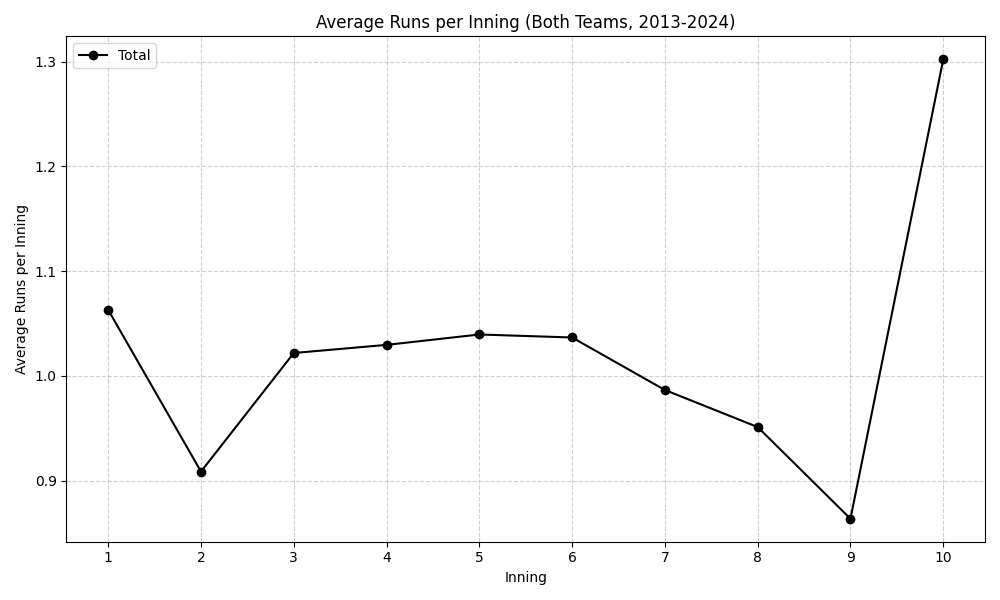 Average Runs per Inning (Both Teams, 2013-2024)
Total
Average Runs per Inning
1.3
1.2
1.1
1.0
0.9
1 2 3 4 5 6 7 8 9 10
Inning